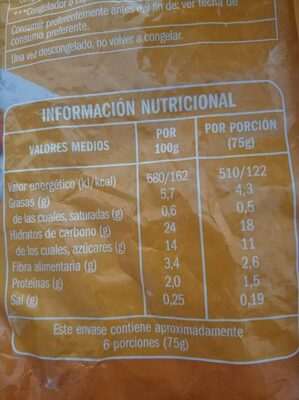 ***Congelador o
Consumir preferentemente antes del fin de: ver fecha de
consumo preferente.
Una vez descongelado, no volver a congelar.
INFORMACIÓN NUTRICIONAL
VALORES MEDIOS POR 100g POR PORCIÓN (75g)
Valor energético (kJ/kcal) 680/162 510/122
Grasas (g) 5,7 4,3
de las cuales, saturadas (g) 0,6 0,5
Hidratos de carbono (g) 24 18
de los cuales, azúcares (g) 14 11
Fibra alimentaria (g) 3,4 2,6
Proteínas (g) 2,0 1,5
Sal (g) 0,25 0,19
Este envase contiene aproximadamente
6 porciones (75g)